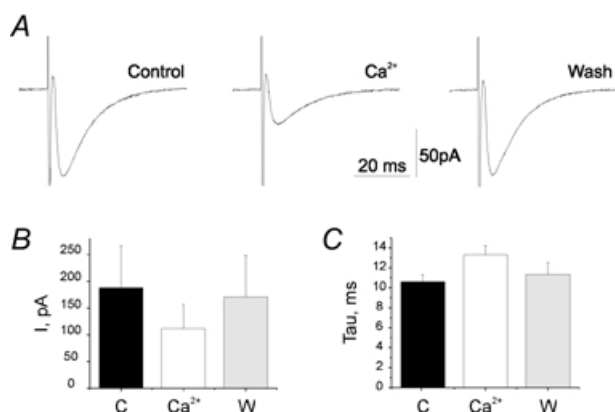 A
Control
Ca²⁺
Wash
20 ms
50pA
B
I, pA
250
200
150
100
50
0
C
Ca²⁺
W
C
Tau, ms
14
12
10
8
6
4
2
0
C
Ca²⁺
W